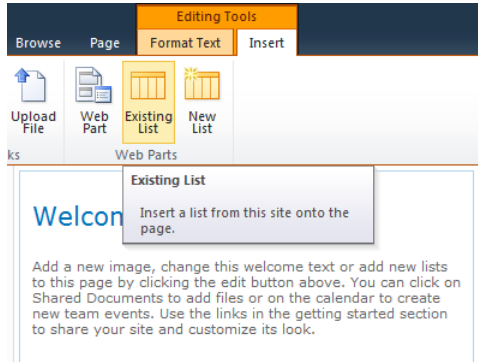 Editing Tools
Browse Page Format Text Insert
Upload File
Web Part
Existing List
New List
ks
Web Parts
Existing List
Insert a list from this site onto the
page.
Welcom
Add a new image, change this welcome text or add new lists
to this page by clicking the edit button above. You can click on
Shared Documents to add files or on the calendar to create
new team events. Use the links in the getting started section
to share your site and customize its look.